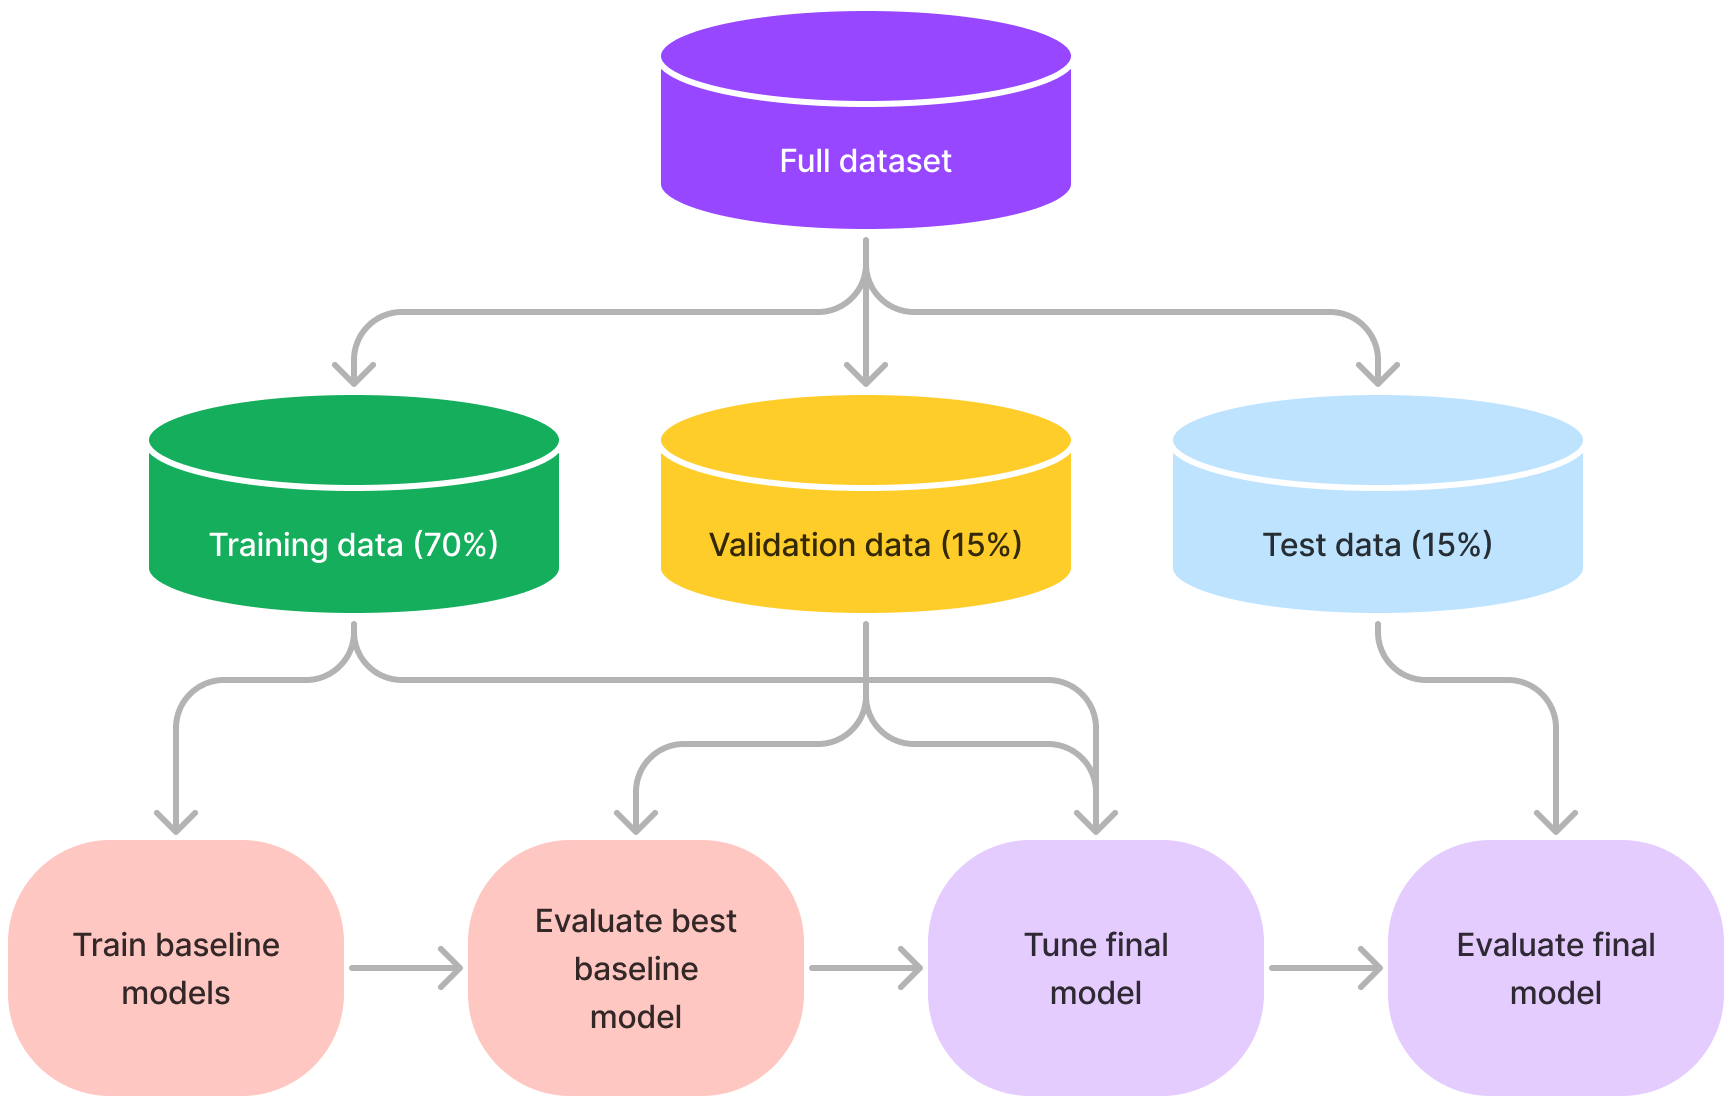 Full dataset
Training data (70%)
Validation data (15%)
Test data (15%)
Train baseline
models
Evaluate best
baseline
model
Tune final
model
Evaluate final
model